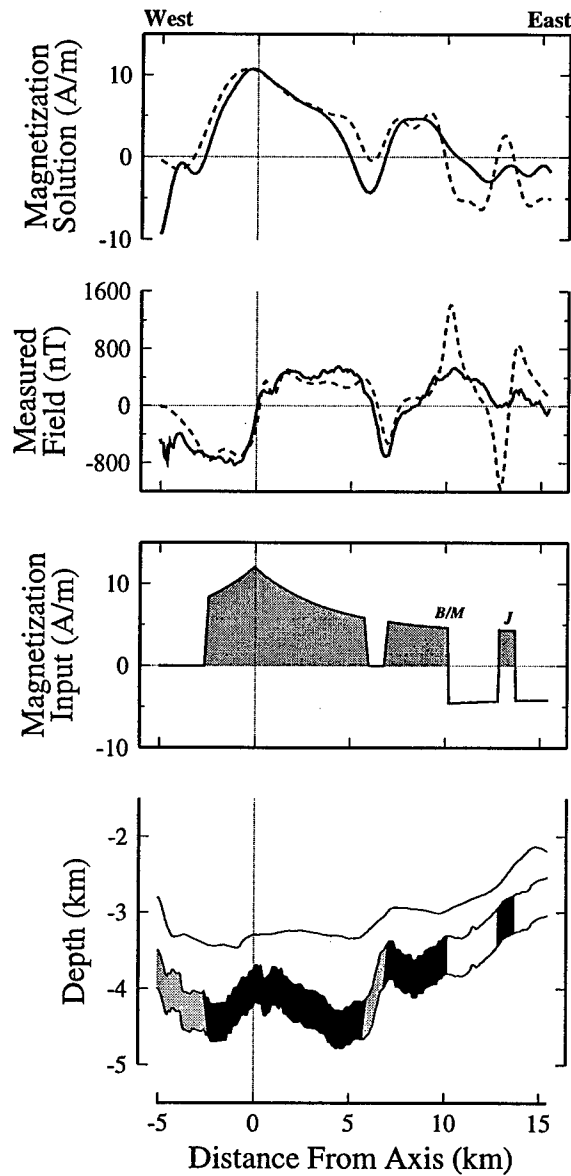 West East
Magnetization
Solution (A/m)
10
0
-10
Measured
Field (nT)
1600
800
0
-800
Magnetization
Input (A/m)
10
0
-10
B/M J
Depth (km)
-2
-3
-4
-5
-5 0 5 10 15
Distance From Axis (km)